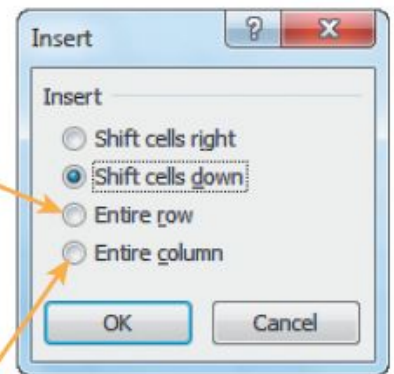 Insert
Insert
Shift cells right
Shift cells down
Entire row
Entire column
OK
Cancel